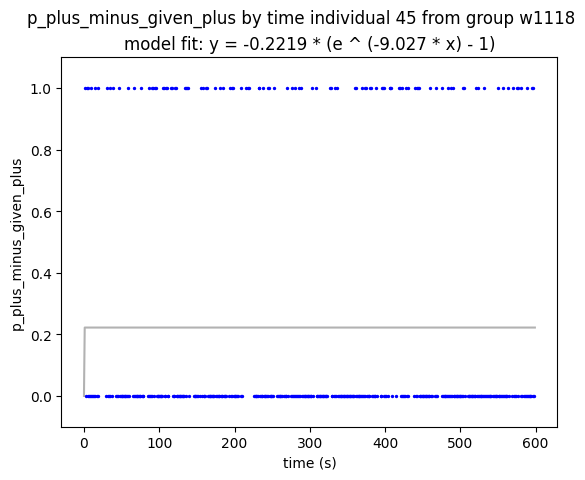 p_plus_minus_given_plus by time individual 45 from group w1118
model fit: y = -0.2219 * (e ^ (-9.027 * x) - 1)
1.0
0.8
0.6
0.4
0.2
0.0
p_plus_minus_given_plus
0 100 200 300 400 500 600
time (s)